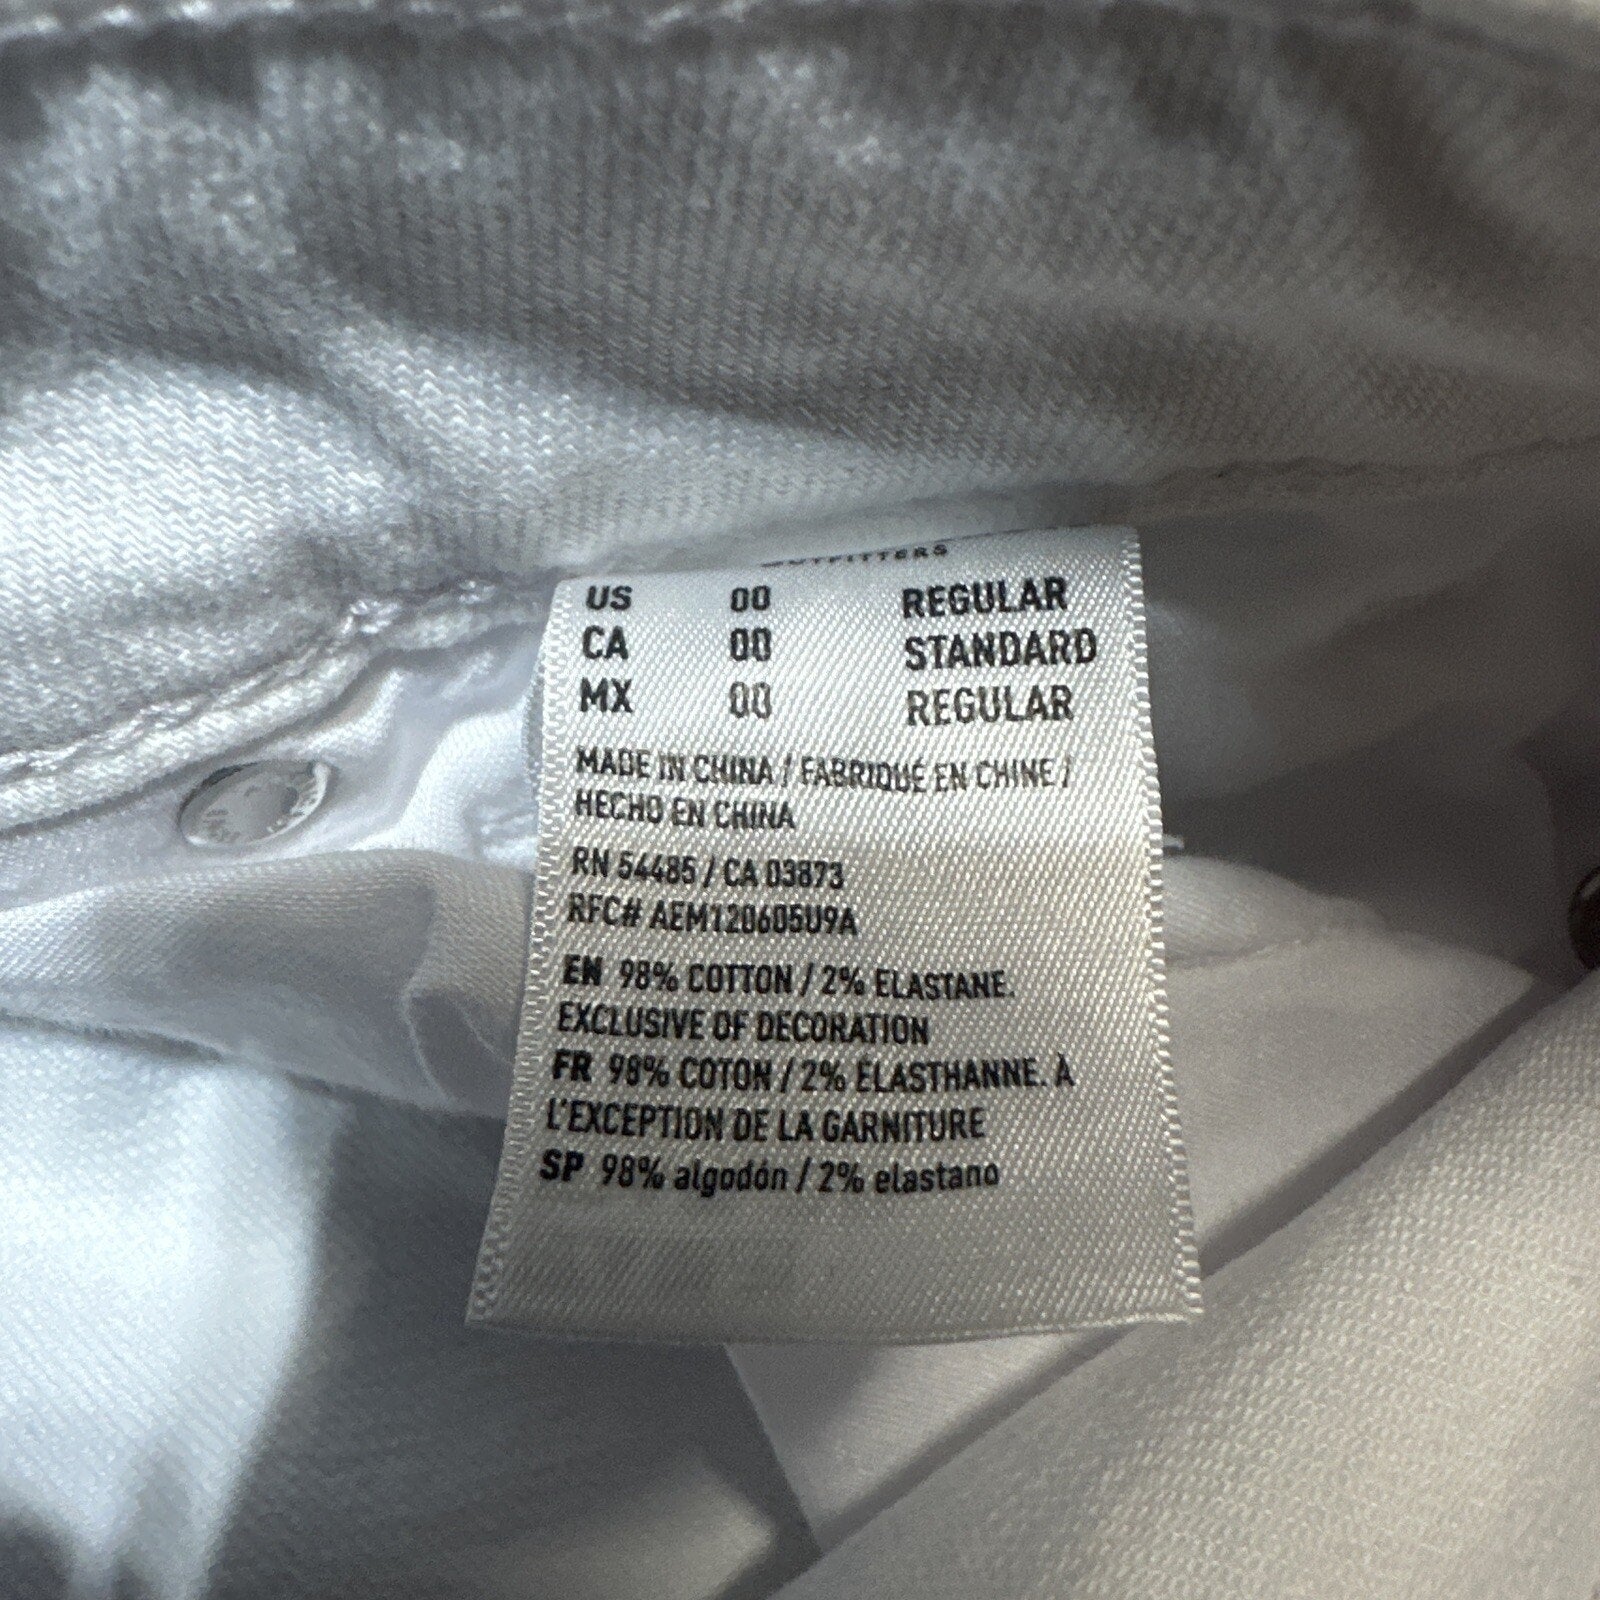 OUTFITTERS
US 00 REGULAR
CA 00 STANDARD
MX 00 REGULAR
MADE IN CHINA / FABRIQUÉ EN CHINE /
HECHO EN CHINA
RN 54485 / CA 03873
RFC# AEM120605U9A
EN 98% COTTON / 2% ELASTANE.
EXCLUSIVE OF DECORATION
FR 98% COTON / 2% ÉLASTHANNE. À
L'EXCEPTION DE LA GARNITURE
SP 98% algodón / 2% elastano